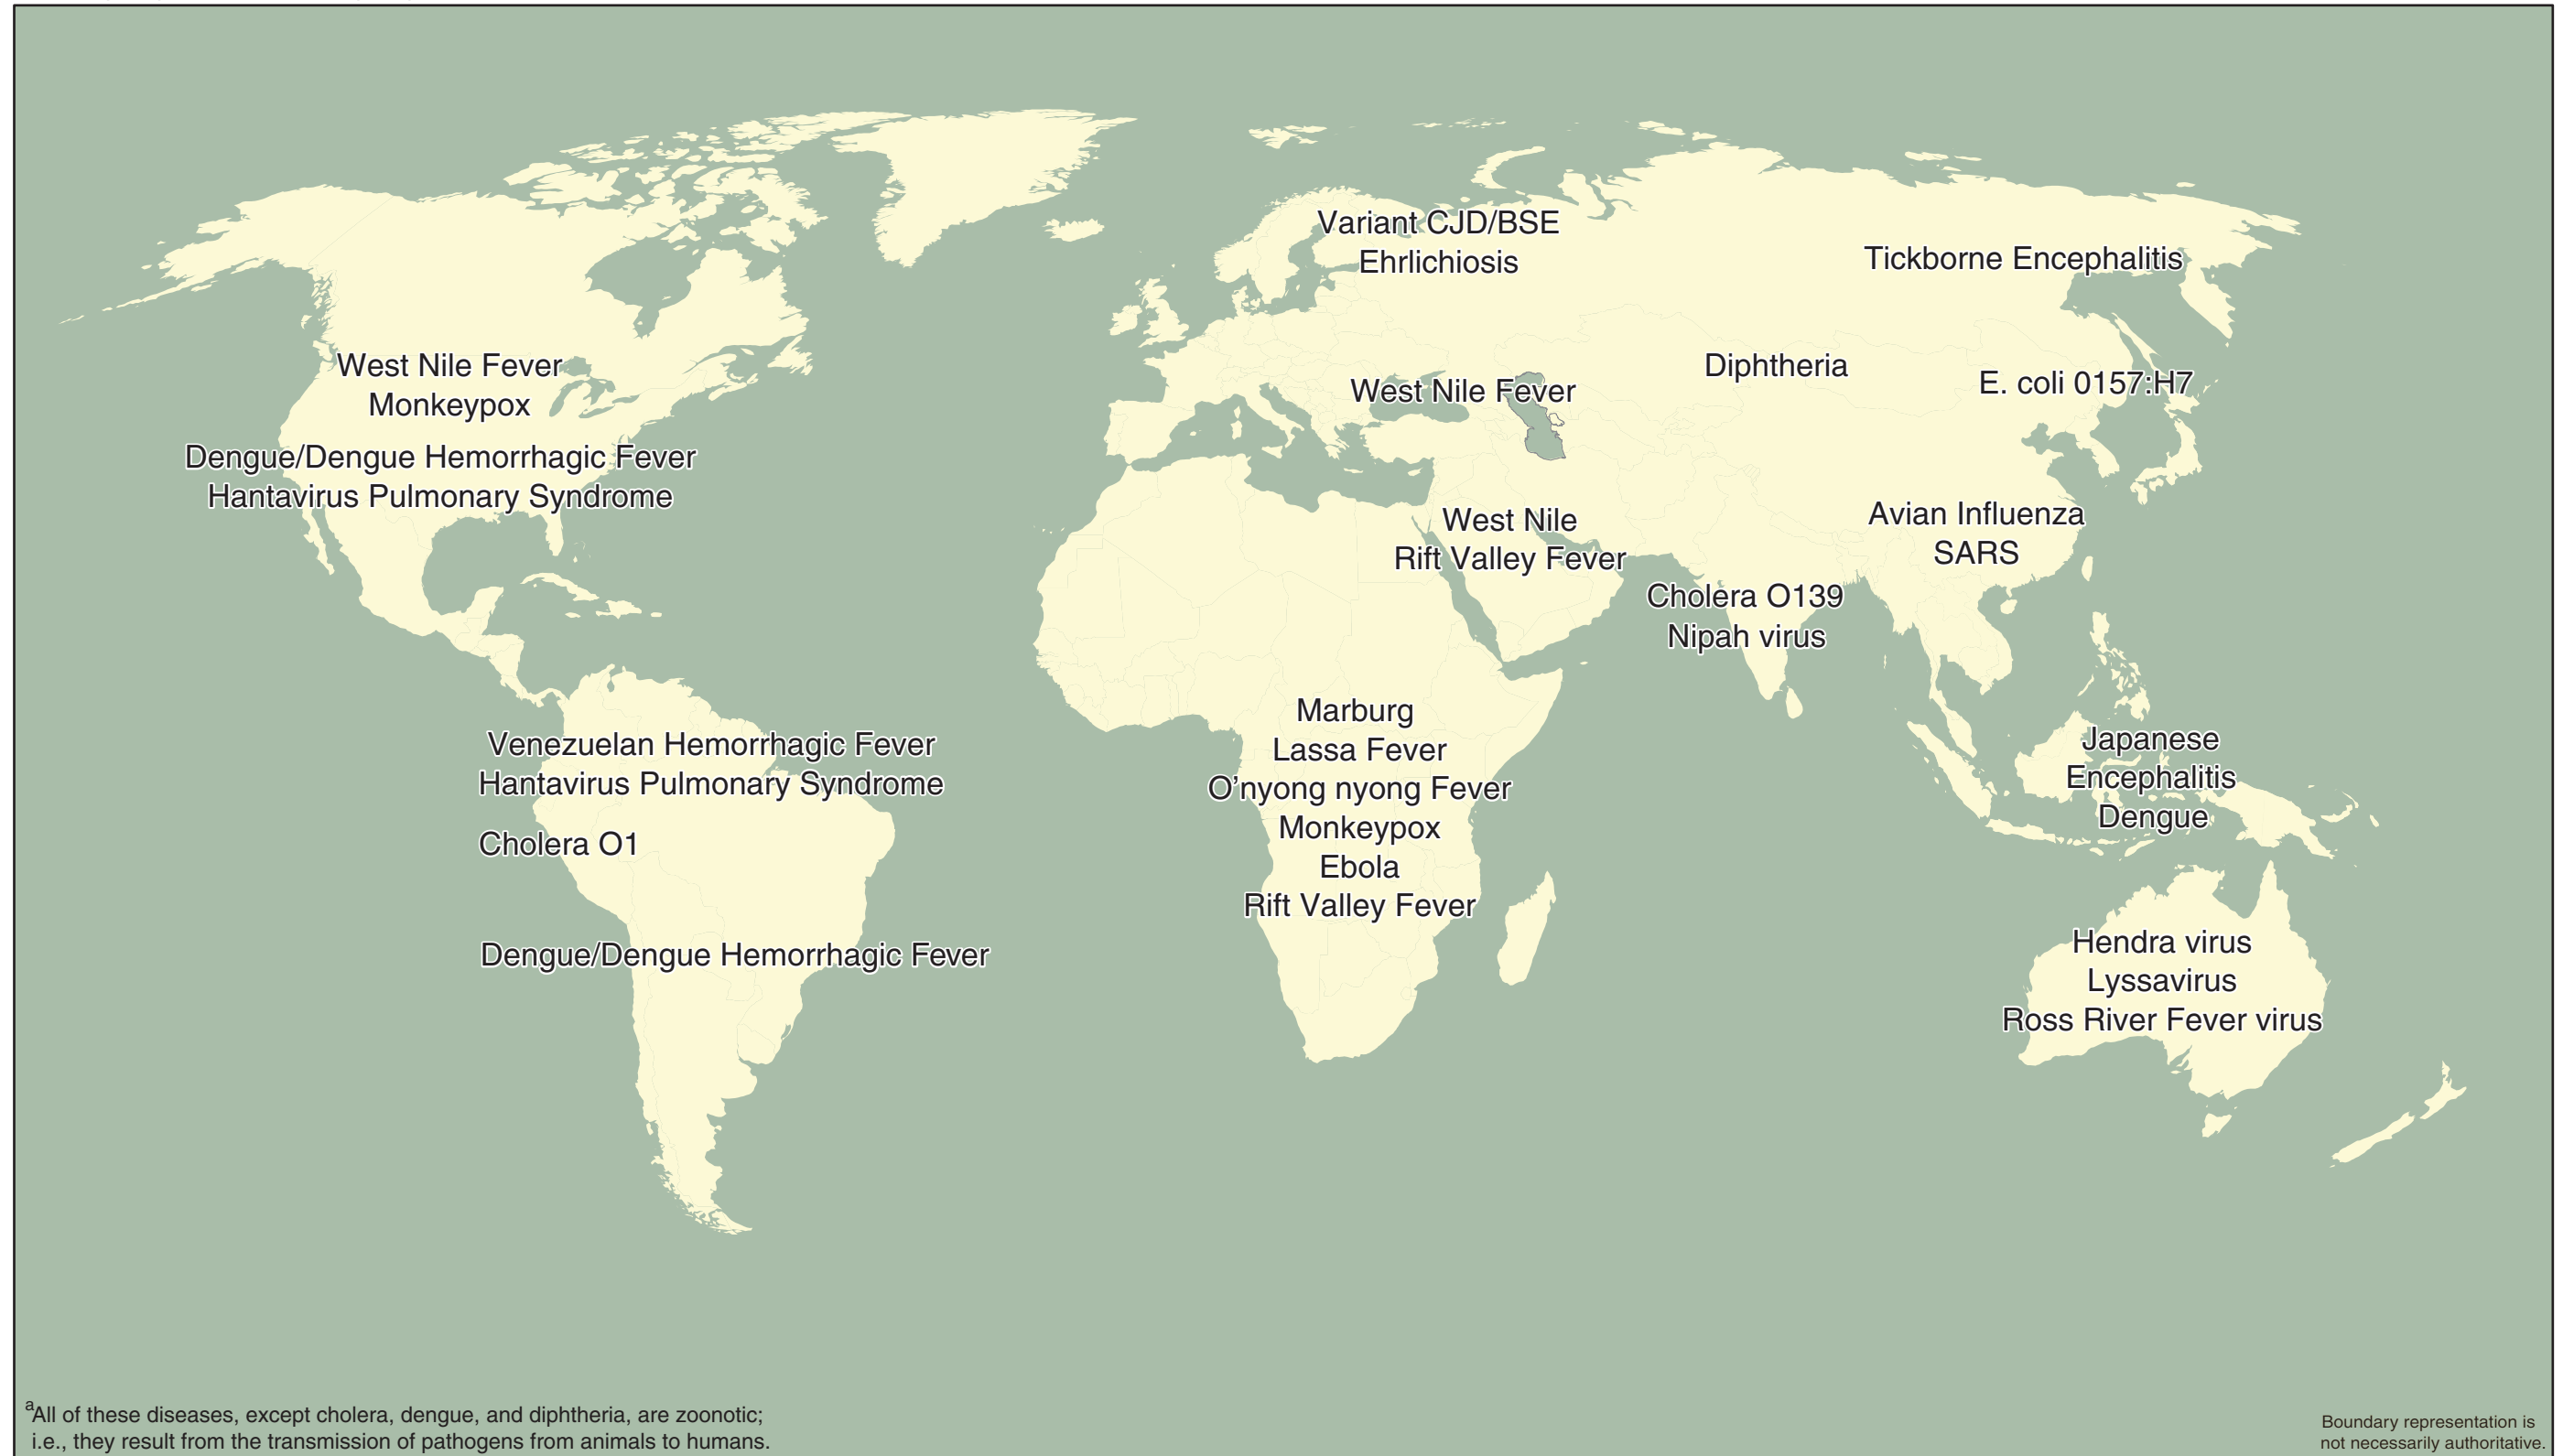 Variant CJD/BSE
Ehrlichiosis
Tickborne Encephalitis
West Nile Fever
Monkeypox
West Nile Fever
Diphtheria
E. coli 0157:H7
Dengue/Dengue Hemorrhagic Fever
Hantavirus Pulmonary Syndrome
West Nile
Rift Valley Fever
Avian Influenza
SARS
Cholera O139
Nipah virus
Venezuelan Hemorrhagic Fever
Hantavirus Pulmonary Syndrome
Cholera O1
Dengue/Dengue Hemorrhagic Fever
Marburg
Lassa Fever
O’nyong nyong Fever
Monkeypox
Ebola
Rift Valley Fever
Japanese
Encephalitis
Dengue
Hendra virus
Lyssavirus
Ross River Fever virus
aAll of these diseases, except cholera, dengue, and diphtheria, are zoonotic;
i.e., they result from the transmission of pathogens from animals to humans.
Boundary representation is
not necessarily authoritative.